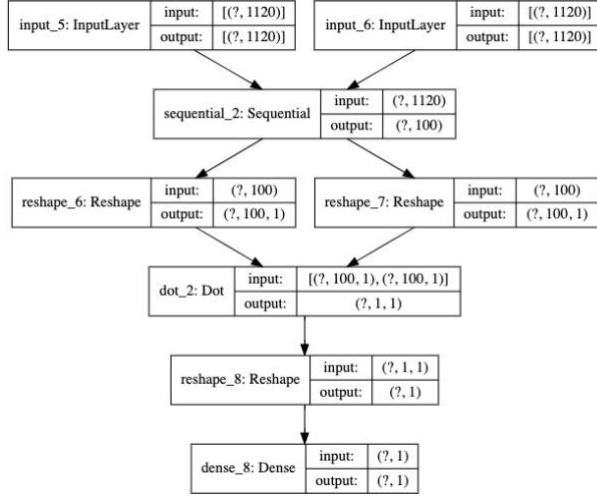 input_5: InputLayer
input: [(?, 1120)]
output: [(?, 1120)]
input_6: InputLayer
input: [(?, 1120)]
output: [(?, 1120)]
sequential_2: Sequential
input: (?, 1120)
output: (?, 100)
reshape_6: Reshape
input: (?, 100)
output: (?, 100, 1)
reshape_7: Reshape
input: (?, 100)
output: (?, 100, 1)
dot_2: Dot
input: [(?, 100, 1), (?, 100, 1)]
output: (?, 1, 1)
reshape_8: Reshape
input: (?, 1, 1)
output: (?, 1)
dense_8: Dense
input: (?, 1)
output: (?, 1)